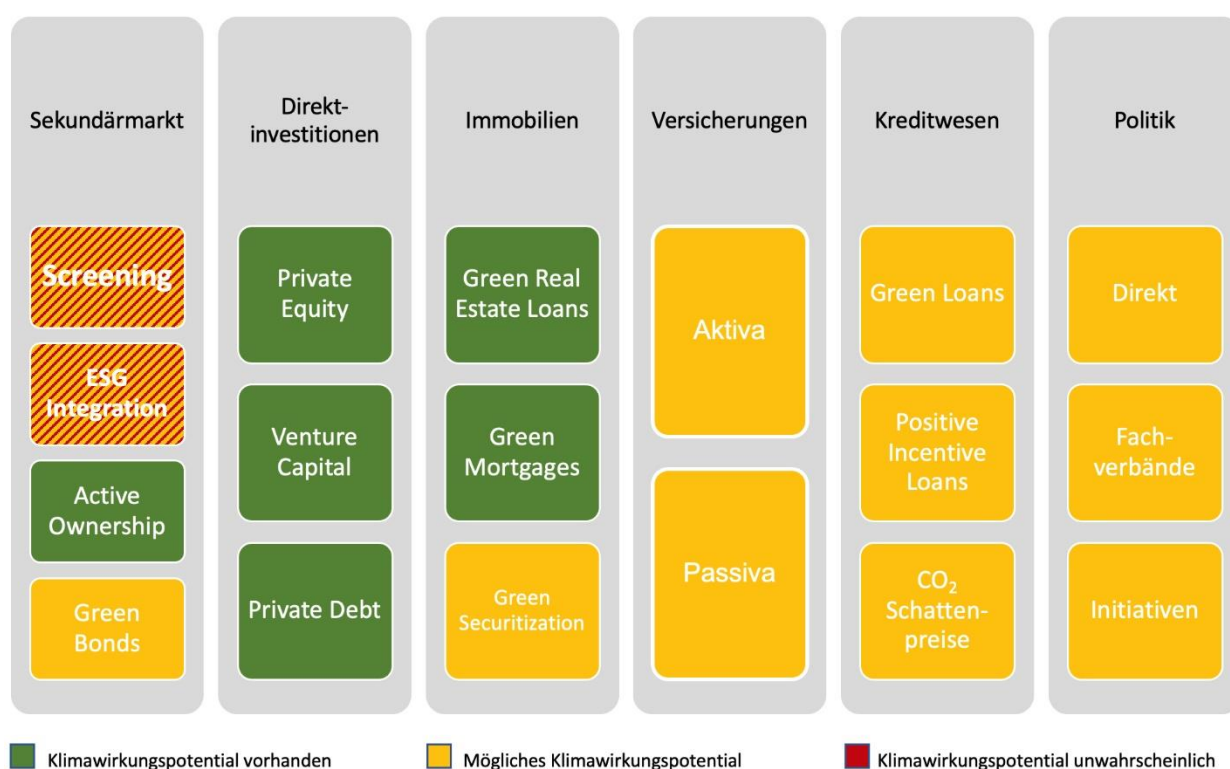 Sekundärmarkt
Screening
ESG
Integration
Active
Ownership
Green
Bonds
Direkt-
investitionen
Private
Equity
Venture
Capital
Private Debt
Immobilien
Green Real
Estate Loans
Green
Mortgages
Green
Securitization
Versicherungen
Aktiva
Passiva
Kreditwesen
Green Loans
Positive
Incentive
Loans
CO₂
Schatten-
preise
Politik
Direkt
Fach-
verbände
Initiativen
Klimawirkungspotential vorhanden
Mögliches Klimawirkungspotential
Klimawirkungspotential unwahrscheinlich